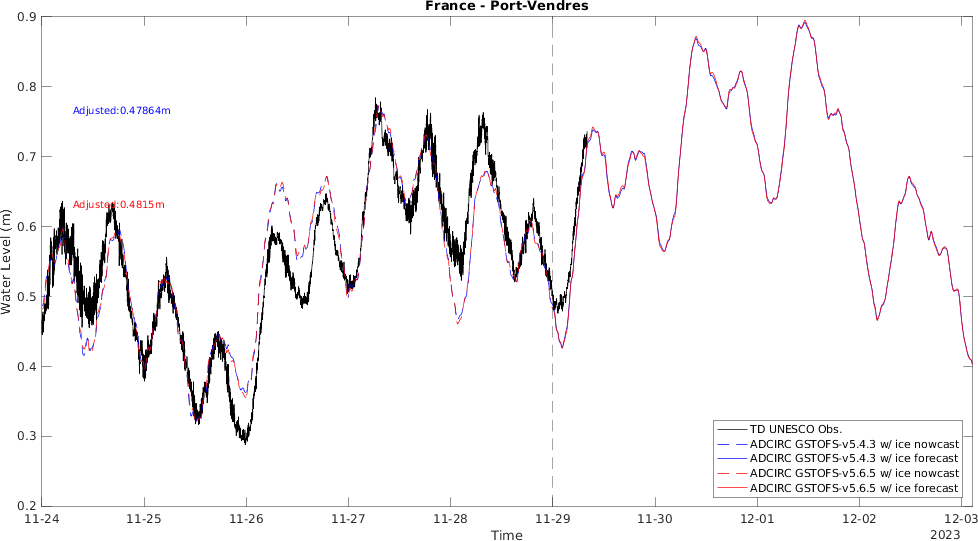 France - Port-Vendres
0.9
0.8
0.7
0.6
0.5
0.4
0.3
0.2
Water Level (m)
Adjusted:0.47864m
Adjusted:0.4815m
TD UNESCO Obs.
ADCIRC GSTOFS-v5.4.3 w/ ice nowcast
ADCIRC GSTOFS-v5.4.3 w/ ice forecast
ADCIRC GSTOFS-v5.6.5 w/ ice nowcast
ADCIRC GSTOFS-v5.6.5 w/ ice forecast
11-24 11-25 11-26 11-27 11-28 11-29 11-30 12-01 12-02 12-03
2023
Time